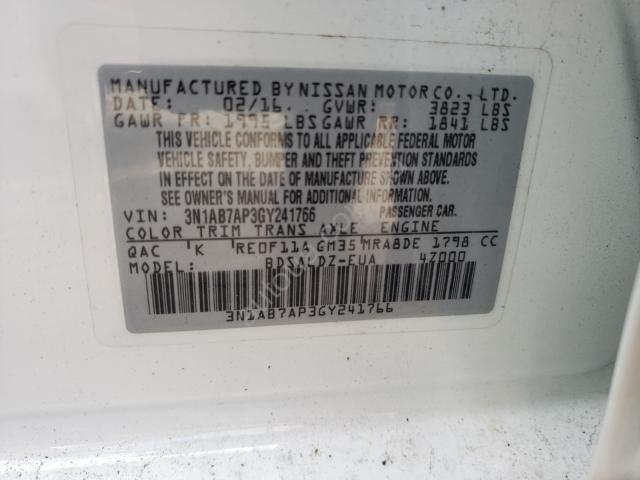 MANUFACTURED BY NISSAN MOTOR CO., LTD.
DATE: 02/16. GVWR: 3823 LBS
GAWR FR: 1995 LBS GAWR RR: 1841 LBS
THIS VEHICLE CONFORMS TO ALL APPLICABLE FEDERAL MOTOR
VEHICLE SAFETY, BUMPER AND THEFT PREVENTION STANDARDS
IN EFFECT ON THE DATE OF MANUFACTURE SHOWN ABOVE.
SEE OWNER'S MANUAL FOR ADDITIONAL INFORMATION.
VIN: 3N1AB7AP3GY241766 PASSENGER CAR.
COLOR TRIM TRANS AXLE ENGINE
QAC K RE0F11A GM35 MRA8DE 1798 CC
MODEL: BDSALDZ-EUA 4Z000
3N1AB7AP3GY241766